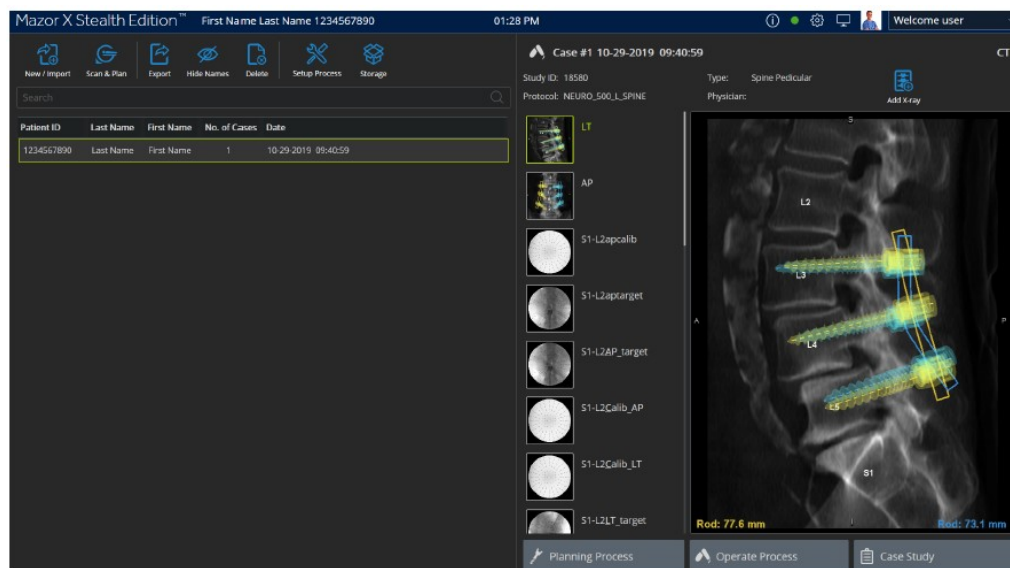 Mazor X Stealth Edition™ First Name Last Name 1234567890 01:28 PM Welcome user
New / Import Scan & Plan Export Hide Names Delete Setup Process Storage
Search
Patient ID Last Name First Name No. of Cases Date
1234567890 Last Name First Name 1 10-29-2019 09:40:59
Case #1 10-29-2019 09:40:59 CT
Study ID: 18580 Type: Spine Pedicular
Protocol: NEURO_500_L_SPINE Physician:
Add X-ray
LT
AP
S1-L2apcalib
S1-L2aptarget
S1-L2AP_target
S1-L2Calib_AP
S1-L2Calib_LT
S1-L2LT_target
S
L2
L3
A
P
L4
L5
S1
I
Rod: 77.6 mm Rod: 73.1 mm
Planning Process Operate Process Case Study